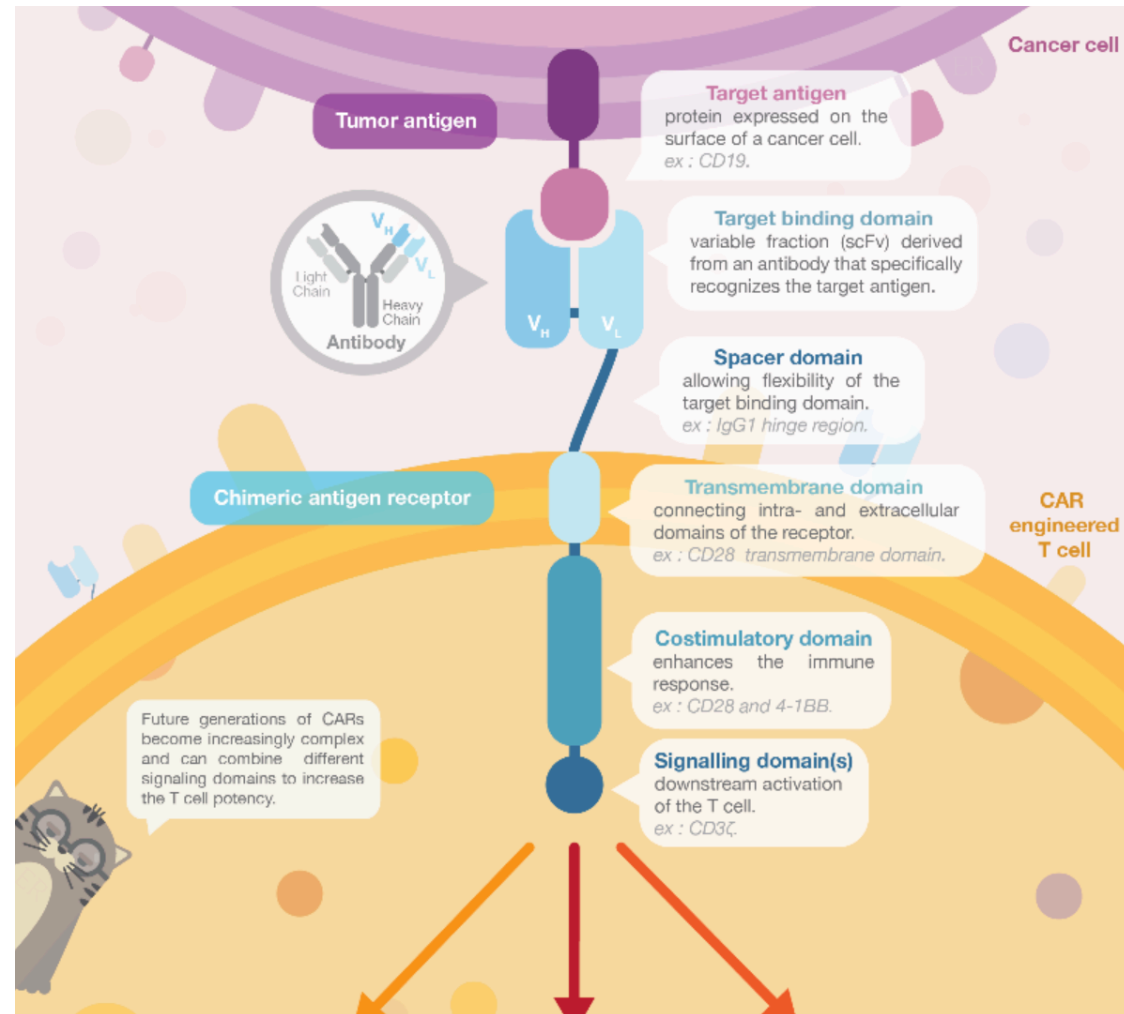 Cancer cell
Tumor antigen
Target antigen
protein expressed on the
surface of a cancer cell.
ex : CD19.
Target binding domain
variable fraction (scFv) derived
from an antibody that specifically
recognizes the target antigen.
V_H
V_L
Light
Chain
Heavy
Chain
Antibody
V_H
V_L
Spacer domain
allowing flexibility of the
target binding domain.
ex : IgG1 hinge region.
Chimeric antigen receptor
Transmembrane domain
connecting intra- and extracellular
domains of the receptor.
ex : CD28 transmembrane domain.
CAR
engineered
T cell
Costimulatory domain
enhances the immune
response.
ex : CD28 and 4-1BB.
Future generations of CARs
become increasingly complex
and can combine different
signaling domains to increase
the T cell potency.
Signalling domain(s)
downstream activation
of the T cell.
ex : CD3ζ.